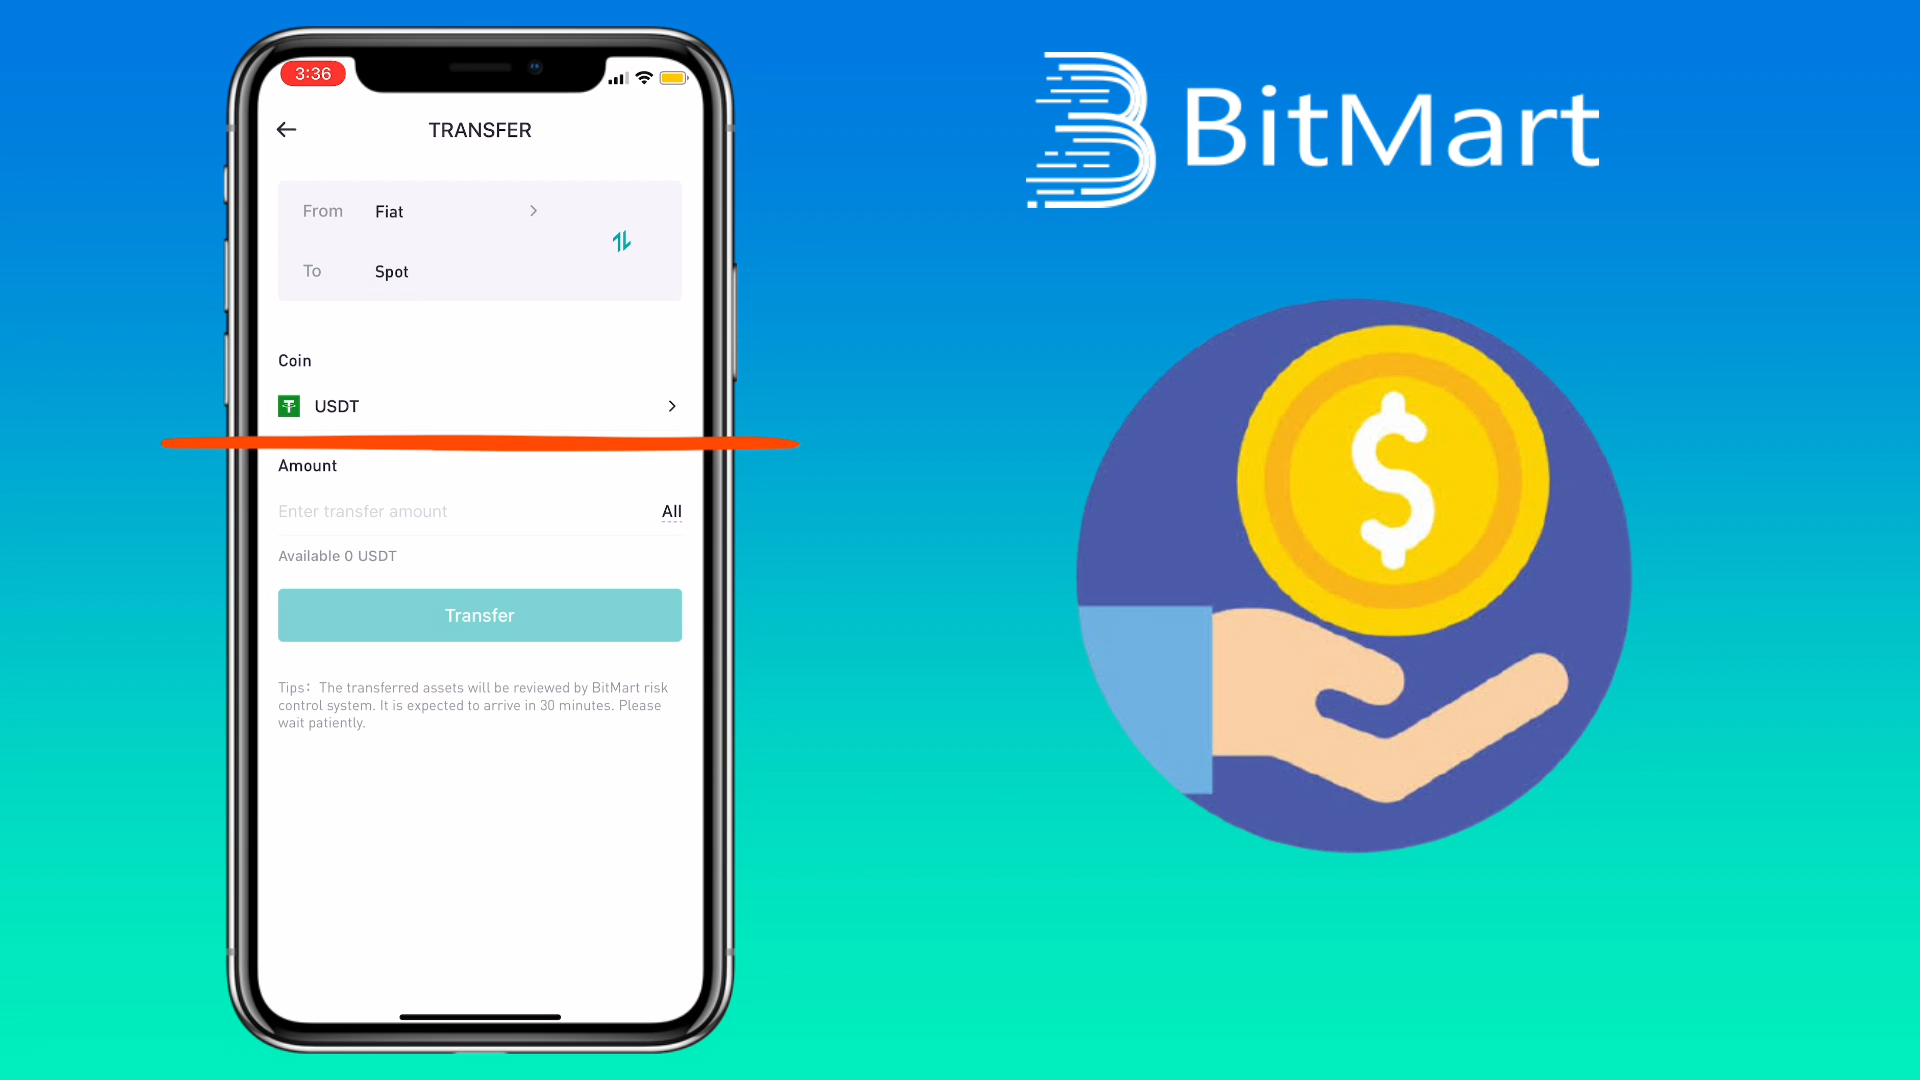 3:36
TRANSFER
From Fiat
To Spot
Coin
USDT
Amount
Enter transfer amount All
Available 0 USDT
Transfer
Tips: The transferred assets will be reviewed by BitMart risk
control system. It is expected to arrive in 30 minutes. Please
wait patiently.
BitMart
$